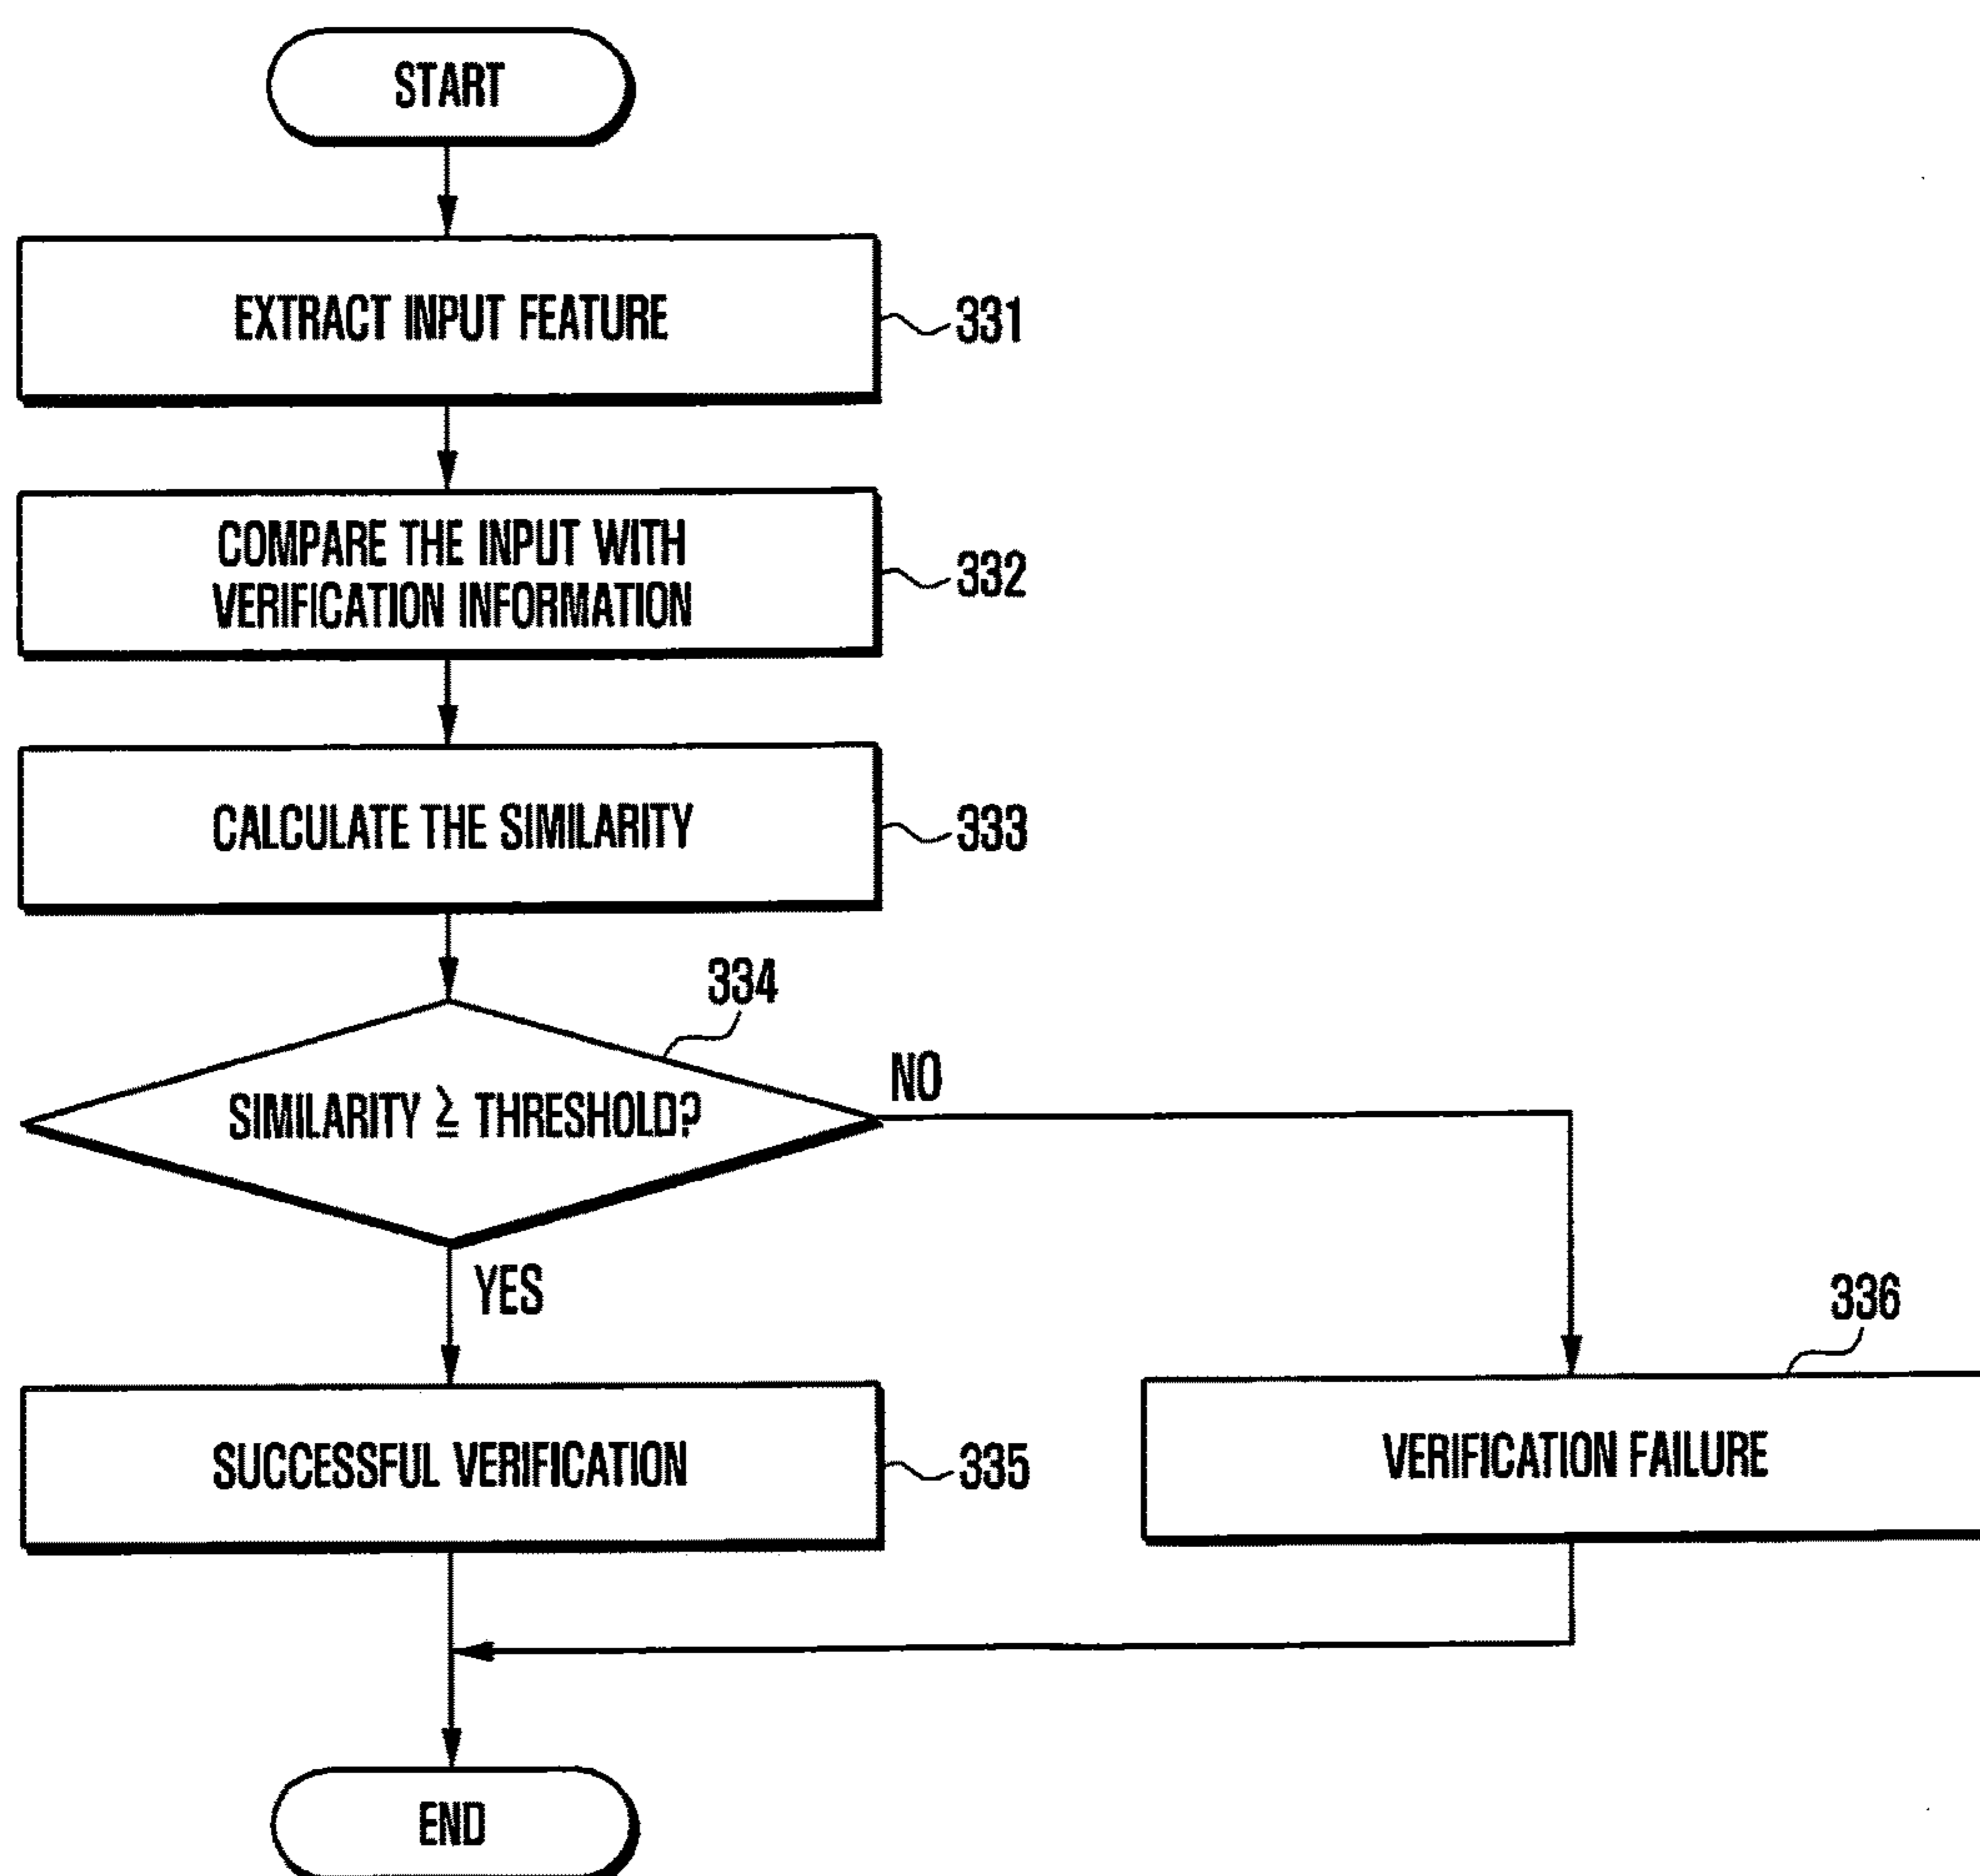 START
EXTRACT INPUT FEATURE
331
COMPARE THE INPUT WITH
VERIFICATION INFORMATION
332
CALCULATE THE SIMILARITY
333
334
SIMILARITY ≧ THRESHOLD?
NO
YES
336
SUCCESSFUL VERIFICATION
335
VERIFICATION FAILURE
END